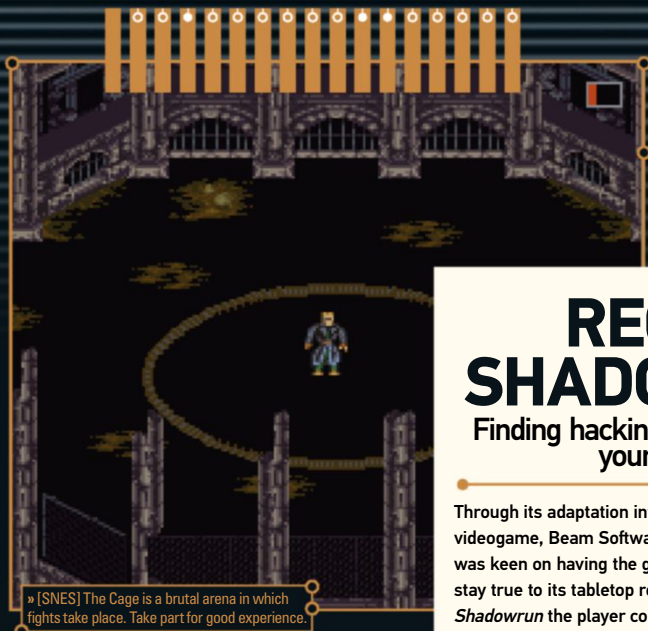 » [SNES] The Cage is a brutal arena in which
fights take place. Take part for good experience.
Finding hackin
your
Through its adaptation in
videogame, Beam Softwa
was keen on having the g
stay true to its tabletop r
Shadowrun the player co
REC
SHADO